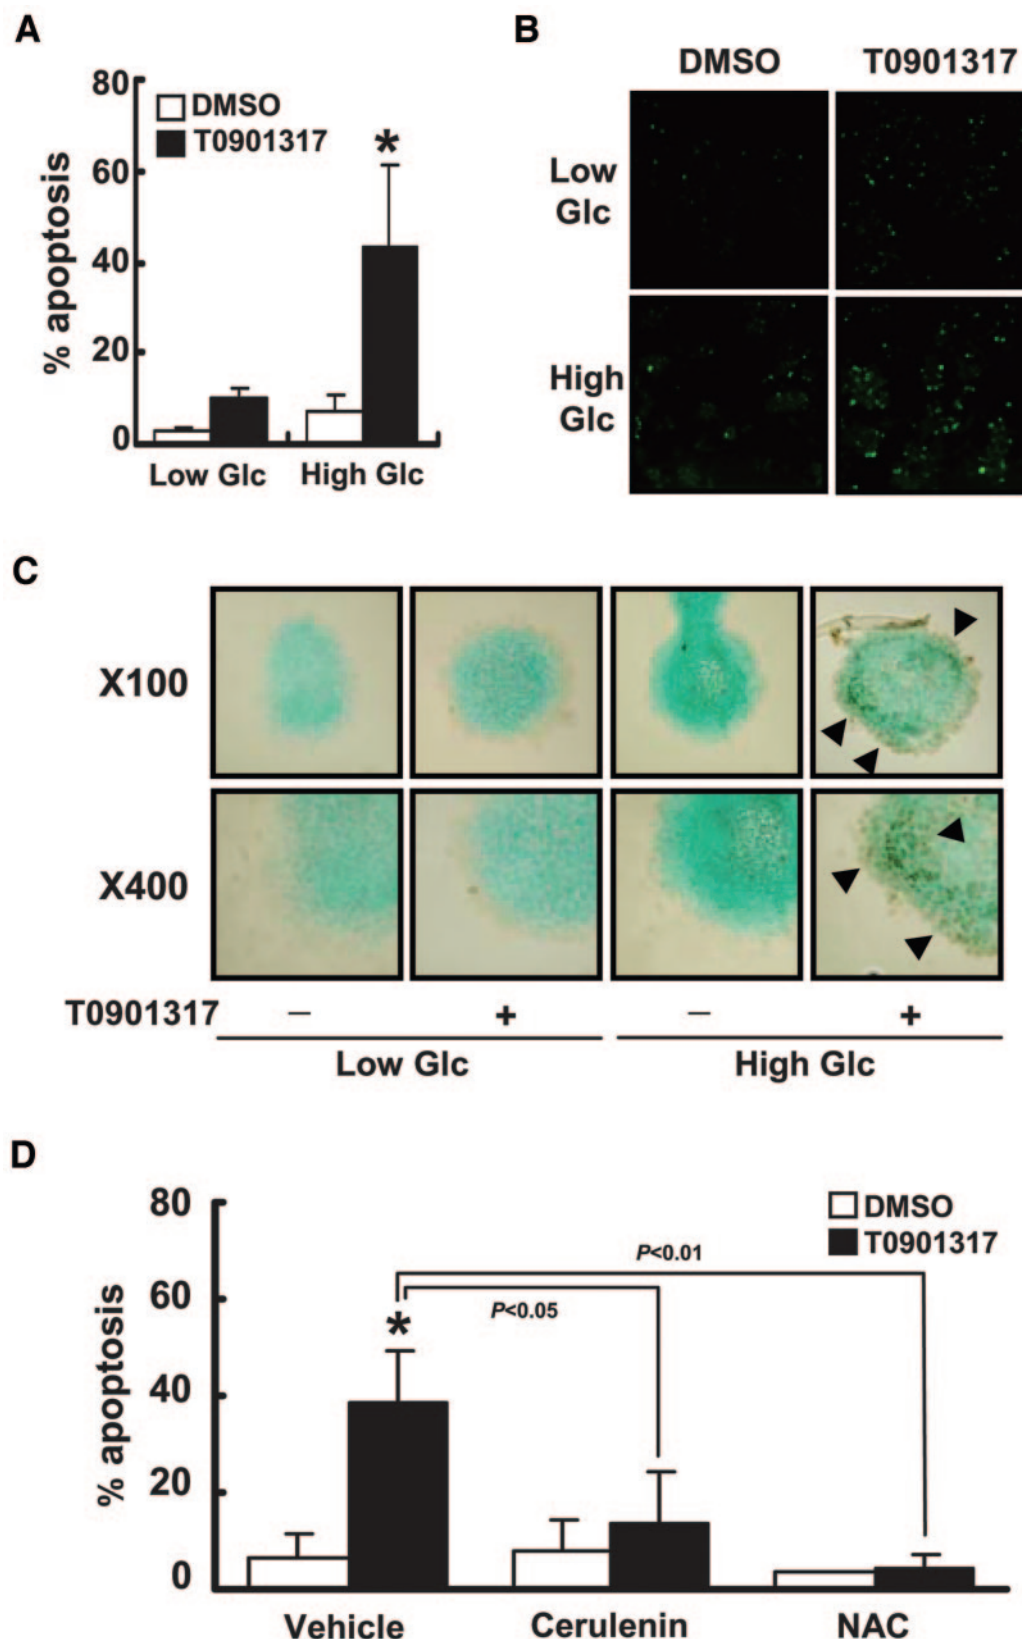 A
80
60
40
20
0
% apoptosis
DMSO
T0901317
*
Low Glc
High Glc
B
DMSO
T0901317
Low
Glc
High
Glc
C
X100
X400
T0901317
−
+
−
+
Low Glc
High Glc
D
80
60
40
20
0
% apoptosis
DMSO
T0901317
P<0.01
P<0.05
*
Vehicle
Cerulenin
NAC